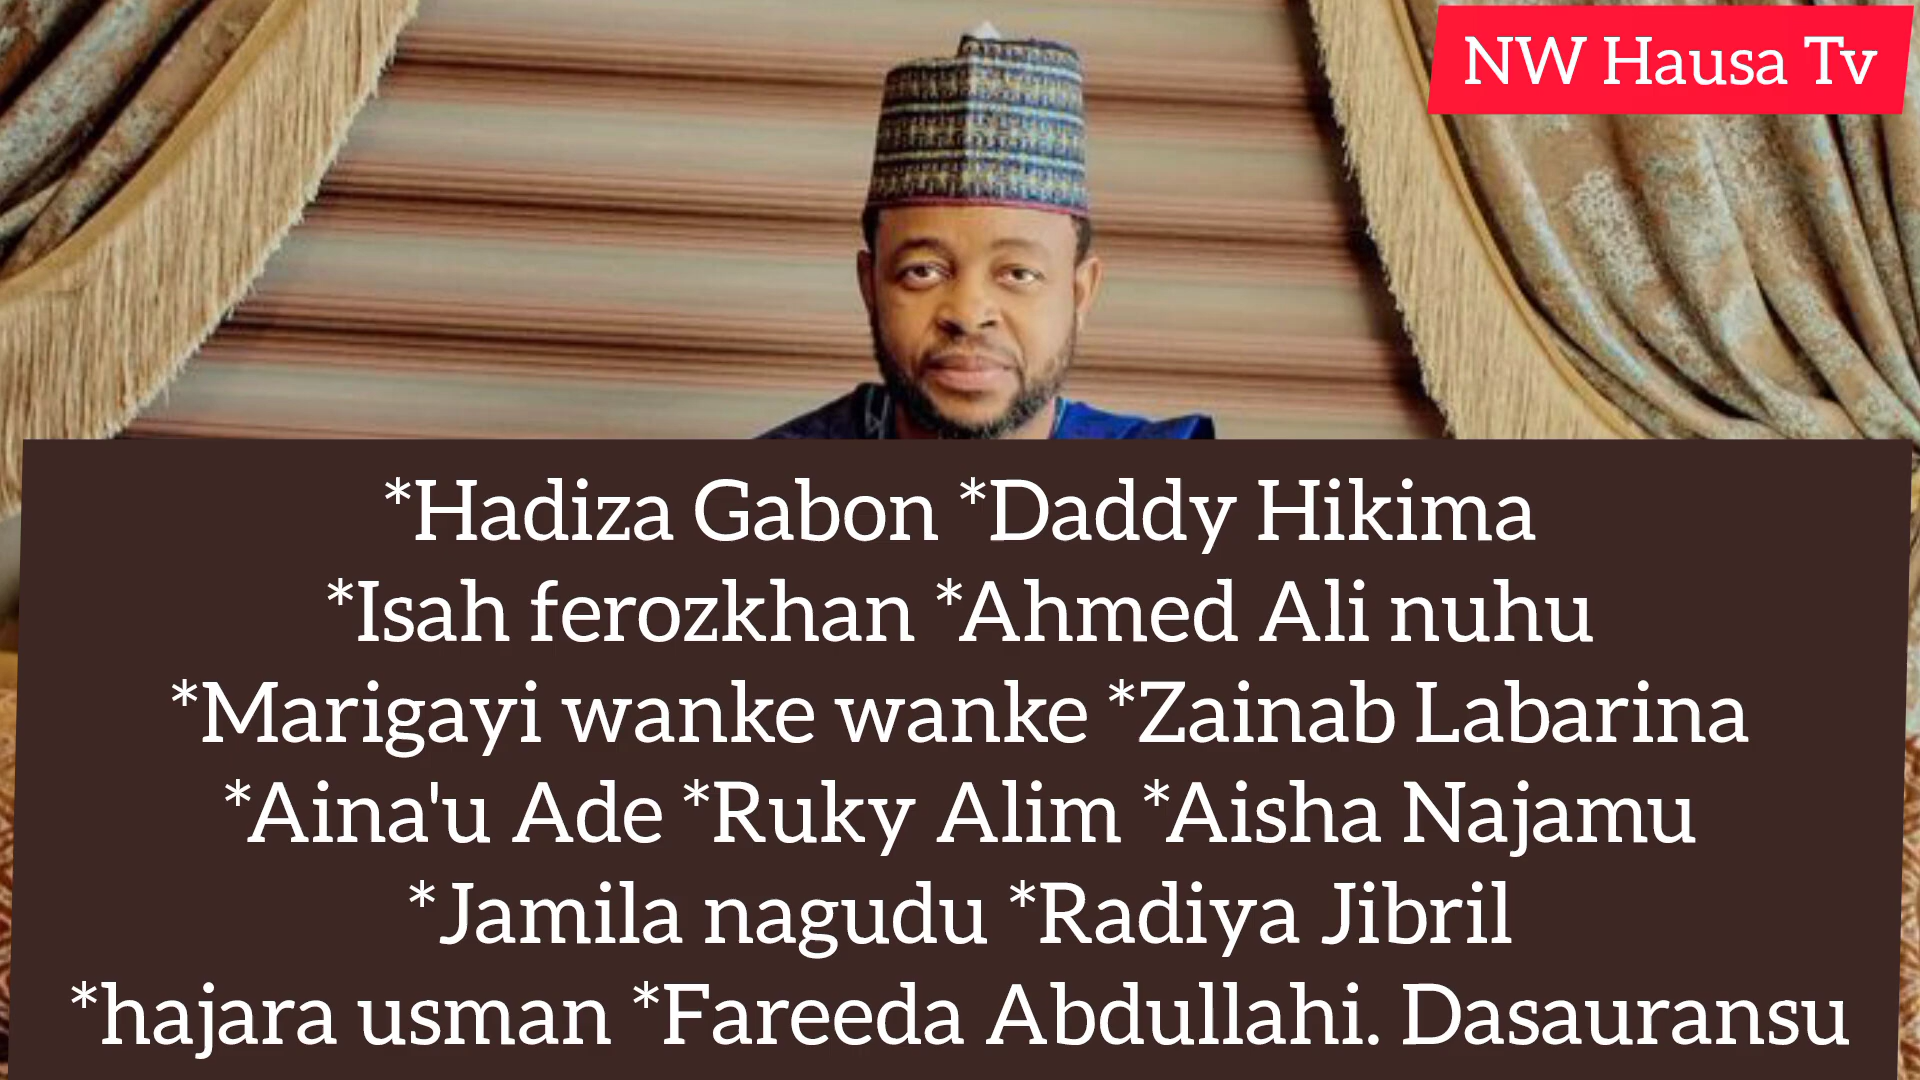 NW Hausa Tv
*Hadiza Gabon *Daddy Hikima
*Isah ferozkhan *Ahmed Ali nuhu
*Marigayi wanke wanke *Zainab Labarina
*Aina'u Ade *Ruky Alim *Aisha Najamu
*Jamila nagudu *Radiya Jibril
*hajara usman *Fareeda Abdullahi. Dasauransu